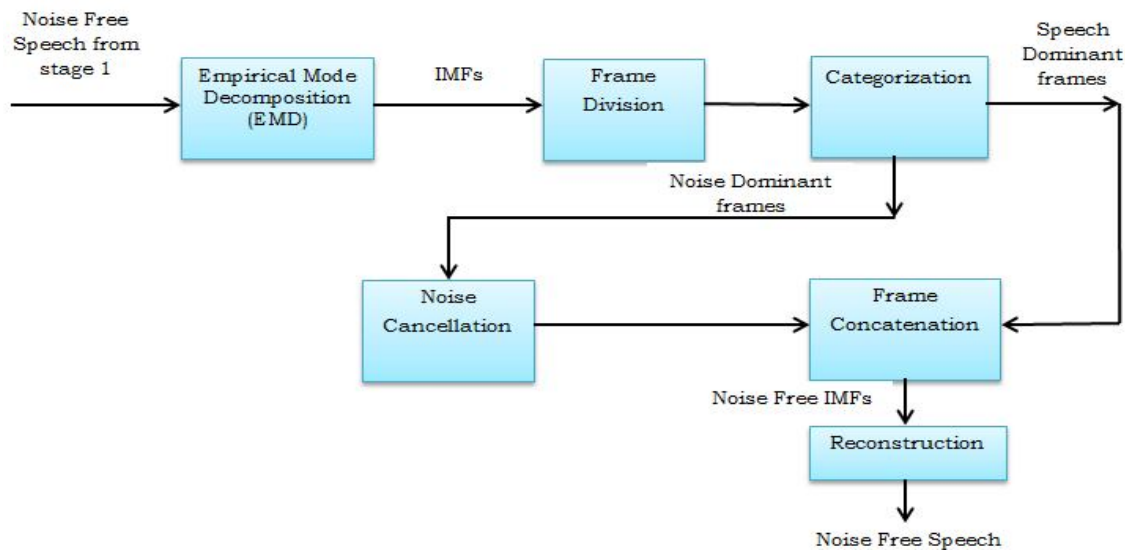 Noise Free
Speech from
stage 1
Empirical Mode
Decomposition
(EMD)
IMFs
Frame
Division
Categorization
Speech
Dominant
frames
Noise Dominant
frames
Noise
Cancellation
Frame
Concatenation
Noise Free IMFs
Reconstruction
Noise Free Speech